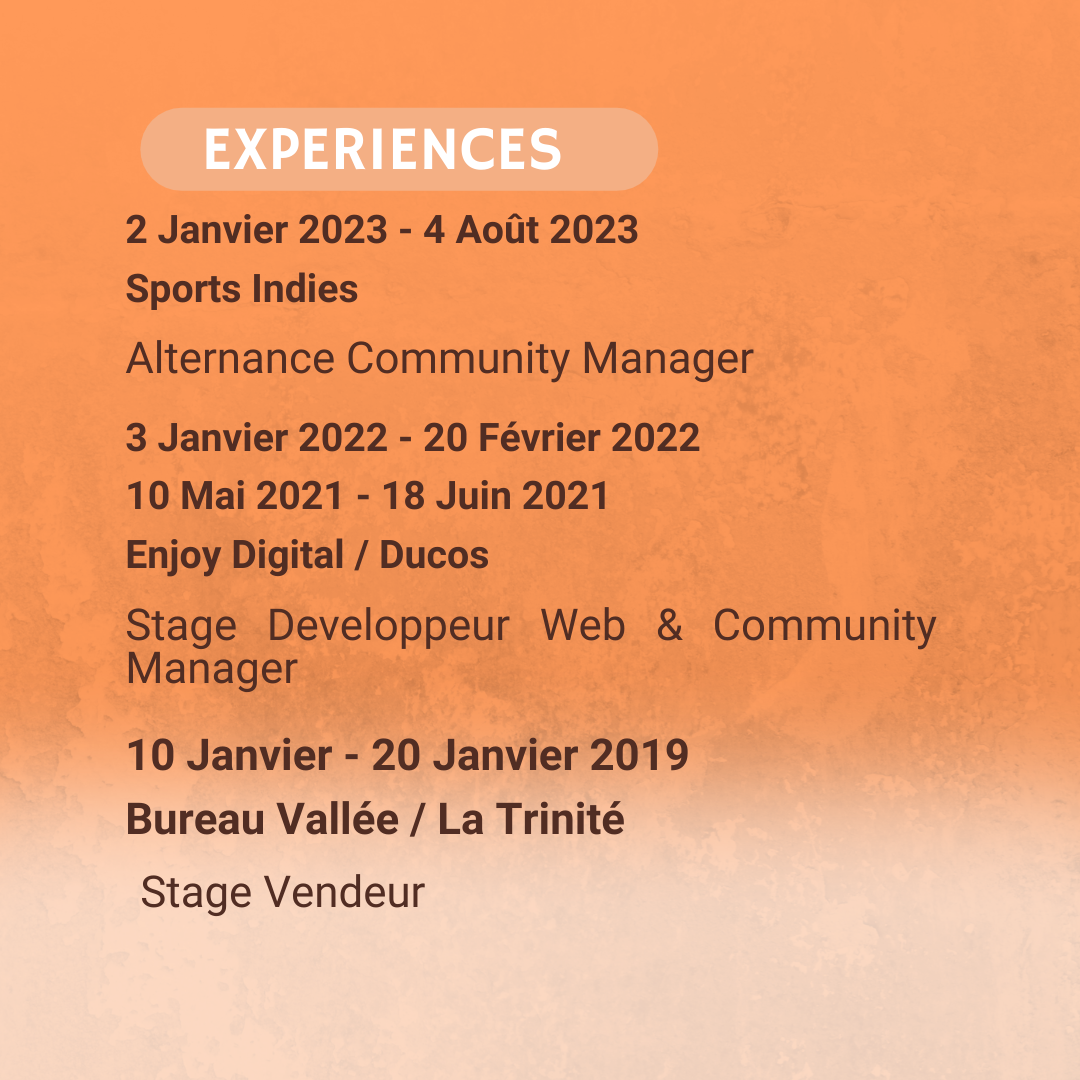 EXPERIENCES
2 Janvier 2023 - 4 Août 2023
Sports Indies
Alternance Community Manager
3 Janvier 2022 - 20 Février 2022
10 Mai 2021 - 18 Juin 2021
Enjoy Digital / Ducos
Stage Developpeur Web & Community
Manager
10 Janvier - 20 Janvier 2019
Bureau Vallée / La Trinité
Stage Vendeur